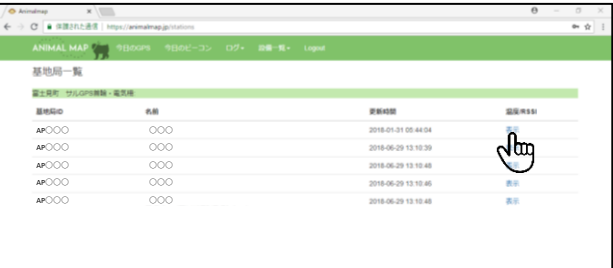 Animalmap
保護された通信 | https://animalmap.jp/stations
ANIMAL MAP 今日のGPS 今日のビーコン ログ 設備一覧 Logout
基地局一覧
富士見町 サルGPS無線・電気柵
基地局ID 名前 更新時間 温度/RSSI
AP○○○ ○○○ 2018-01-31 08:44:04 表示
AP○○○ ○○○ 2018-06-29 13:10:39
AP○○○ ○○○ 2018-06-29 13:10:48 表示
AP○○○ ○○○ 2018-06-29 13:10:46 表示
AP○○○ ○○○ 2018-06-29 13:10:48 表示